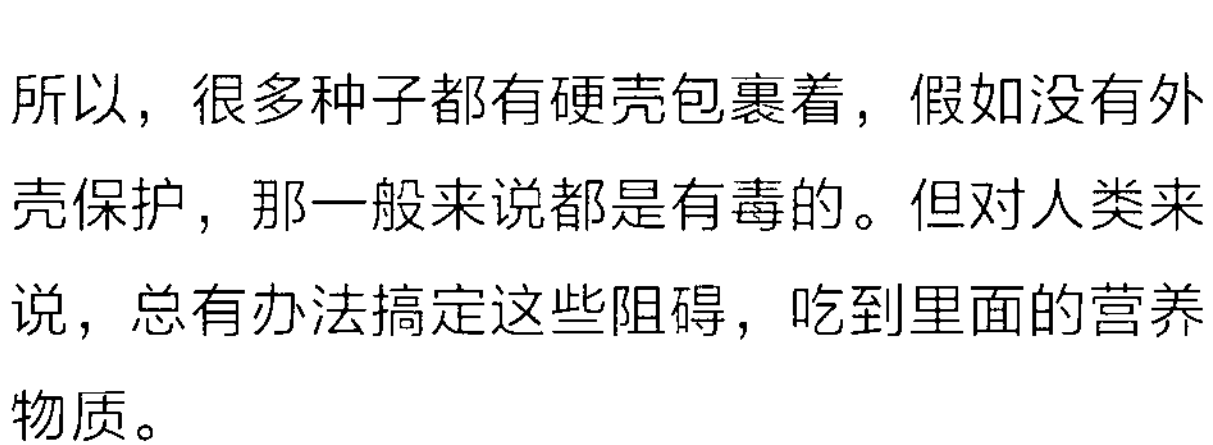 所以，很多种子都有硬壳包裹着，假如没有外
壳保护，那一般来说都是有毒的。但对人类来
说，总有办法搞定这些阻碍，吃到里面的营养
物质。